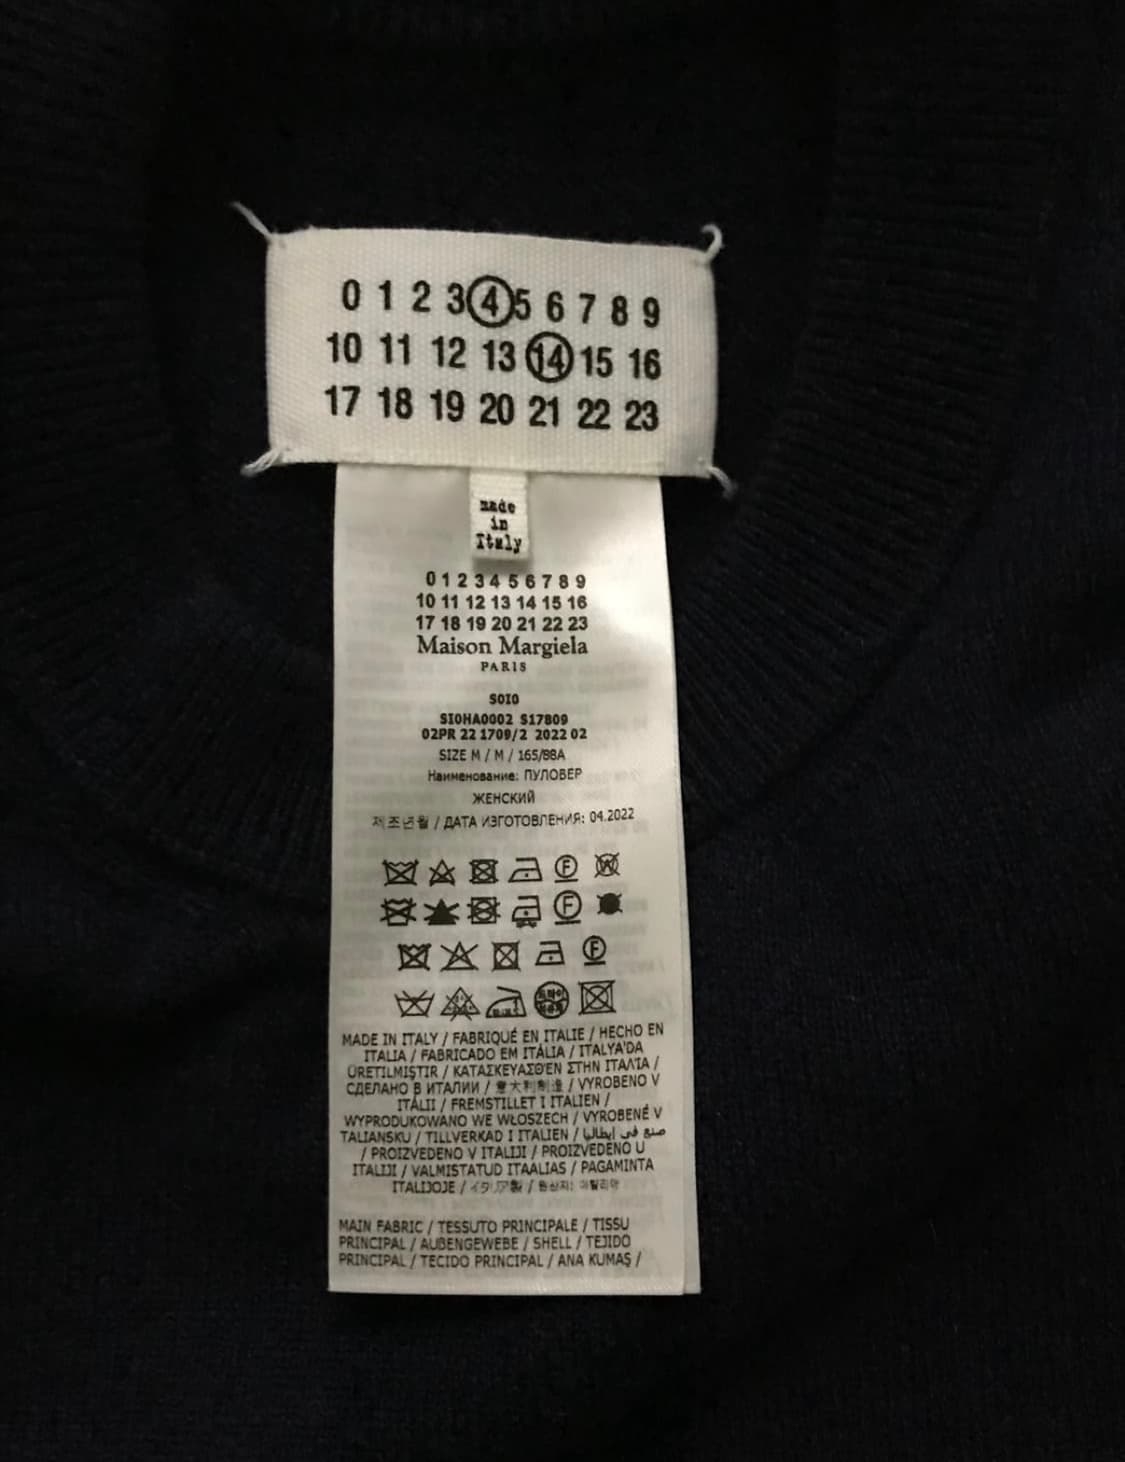 0 1 2 3 4 5 6 7 8 9
10 11 12 13 14 15 16
17 18 19 20 21 22 23
made
in
Italy
0 1 2 3 4 5 6 7 8 9
10 11 12 13 14 15 16
17 18 19 20 21 22 23
Maison Margiela
PARIS
S0I0
SI0HA0002 S17809
02PR 22 1709/2 2022 02
SIZE M / M / 165/88A
Наименование: ПУЛОВЕР
ЖЕНСКИЙ
제조년월 / ДАТА ИЗГОТОВЛЕНИЯ: 04.2022
F W
F
F
MADE IN ITALY / FABRIQUÉ EN ITALIE / HECHO EN
ITALIA / FABRICADO EM ITÁLIA / ITALYA'DA
ÜRETILMIŞTIR / ΚΑΤΑΣΚΕΥΑΣΘΈΝ ΣΤΗΝ ΙΤΑΛΊΑ /
СДЕЛАНО В ИТАЛИИ / 意大利制造 / VYROBENO V
ITÁLII / FREMSTILLET I ITALIEN /
WYPRODUKOWANO WE WŁOSZECH / VYROBENÉ V
TALIANSKU / TILLVERKAD I ITALIEN / صنع في إيطاليا
/ PROIZVEDENO V ITALIJI / PROIZVEDENO U
ITALIJI / VALMISTATUD ITAALIAS / PAGAMINTA
ITALIJOJE / イタリア製 / 원산지: 이탈리아
MAIN FABRIC / TESSUTO PRINCIPALE / TISSU
PRINCIPAL / AUßENGEWEBE / SHELL / TEJIDO
PRINCIPAL / TECIDO PRINCIPAL / ANA KUMAŞ /